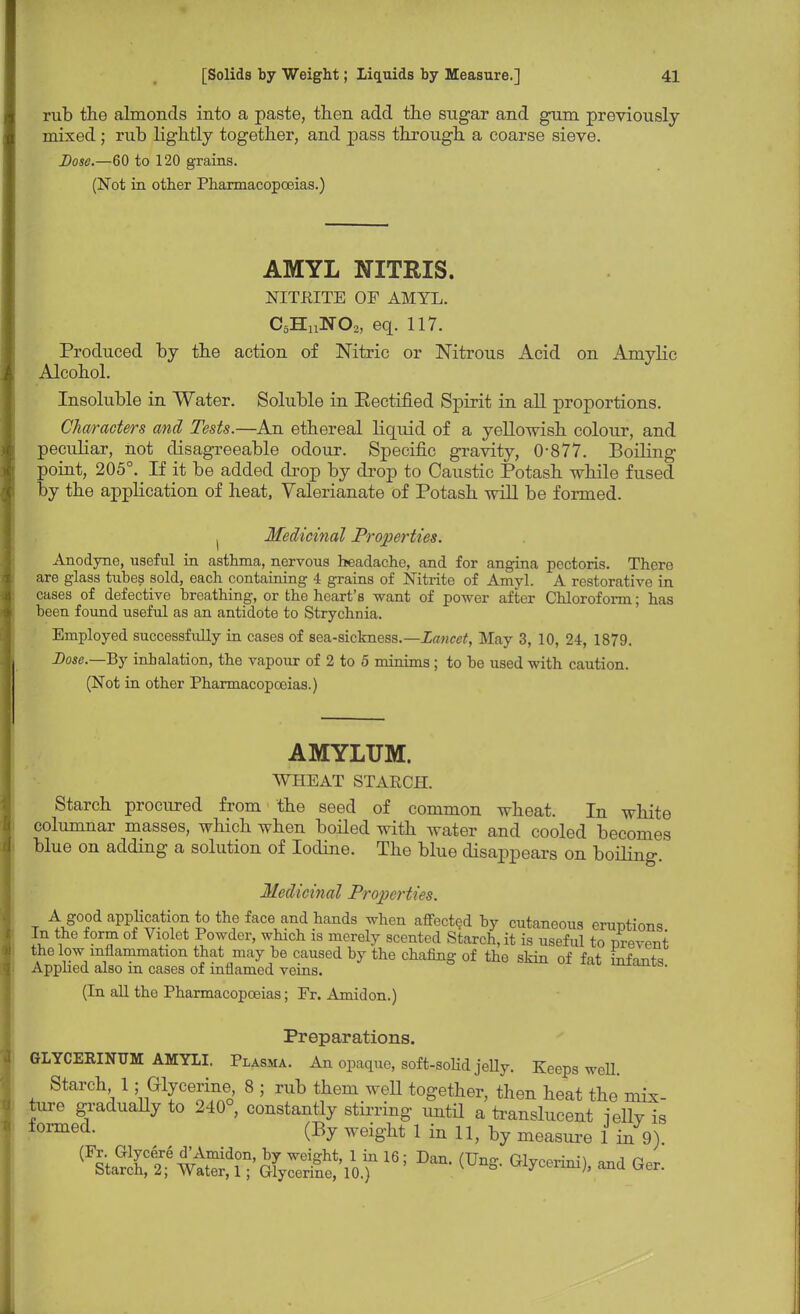 [Solids by Weight; Liquids by Measure.] 41
rub the almonds into a paste, then add the sugar and gum previously
mixed; rub lightly together, and pass through a coarse sieve.
Dose.—60 to 120 grains.
(Not in other Pharmacopœias.)
AMYL NITRIS.
NITRITE OF AMYL.
C₅H₁₁NO₂, eq. 117.
Produced by the action of Nitric or Nitrous Acid on Amylic
Alcohol.
Insoluble in Water. Soluble in Rectified Spirit in all proportions.
Characters and Tests.—An ethereal liquid of a yellowish colour, and
peculiar, not disagreeable odour. Specific gravity, 0·877. Boiling
point, 205°. If it be added drop by drop to Caustic Potash while fused
by the application of heat, Valerianate of Potash will be formed.
Medicinal Properties.
Anodyne, useful in asthma, nervous headache, and for angina pectoris. There
are glass tubes sold, each containing 4 grains of Nitrite of Amyl. A restorative in
cases of defective breathing, or the heart's want of power after Chloroform; has
been found useful as an antidote to Strychnia.
Employed successfully in cases of sea-sickness.—Lancet, May 3, 10, 24, 1879.
Dose.—By inhalation, the vapour of 2 to 5 minims; to be used with caution.
(Not in other Pharmacopœias.)
AMYLUM.
WHEAT STARCH.
Starch procured from the seed of common wheat. In white
columnar masses, which when boiled with water and cooled becomes
blue on adding a solution of Iodine. The blue disappears on boiling.
Medicinal Properties.
A good application to the face and hands when affected by cutaneous eruptions.
In the form of Violet Powder, which is merely scented Starch, it is useful to prevent
the low inflammation that may be caused by the chafing of the skin of fat infants.
Applied also in cases of inflamed veins.
(In all the Pharmacopœias; Fr. Amidon.)
Preparations.
GLYCERINUM AMYLI. Plasma. An opaque, soft-solid jelly. Keeps well.
Starch, 1; Glycerine, 8; rub them well together, then heat the mix-
ture gradually to 240°, constantly stirring until a translucent jelly is
formed. (By weight 1 in 11, by measure 1 in 9).
(Fr. Glycéré d'Amidon, by weight, 1 in 16; Dan. (Ung. Glycerini), and Ger.
Starch, 2; Water, 1; Glycerine, 10.)